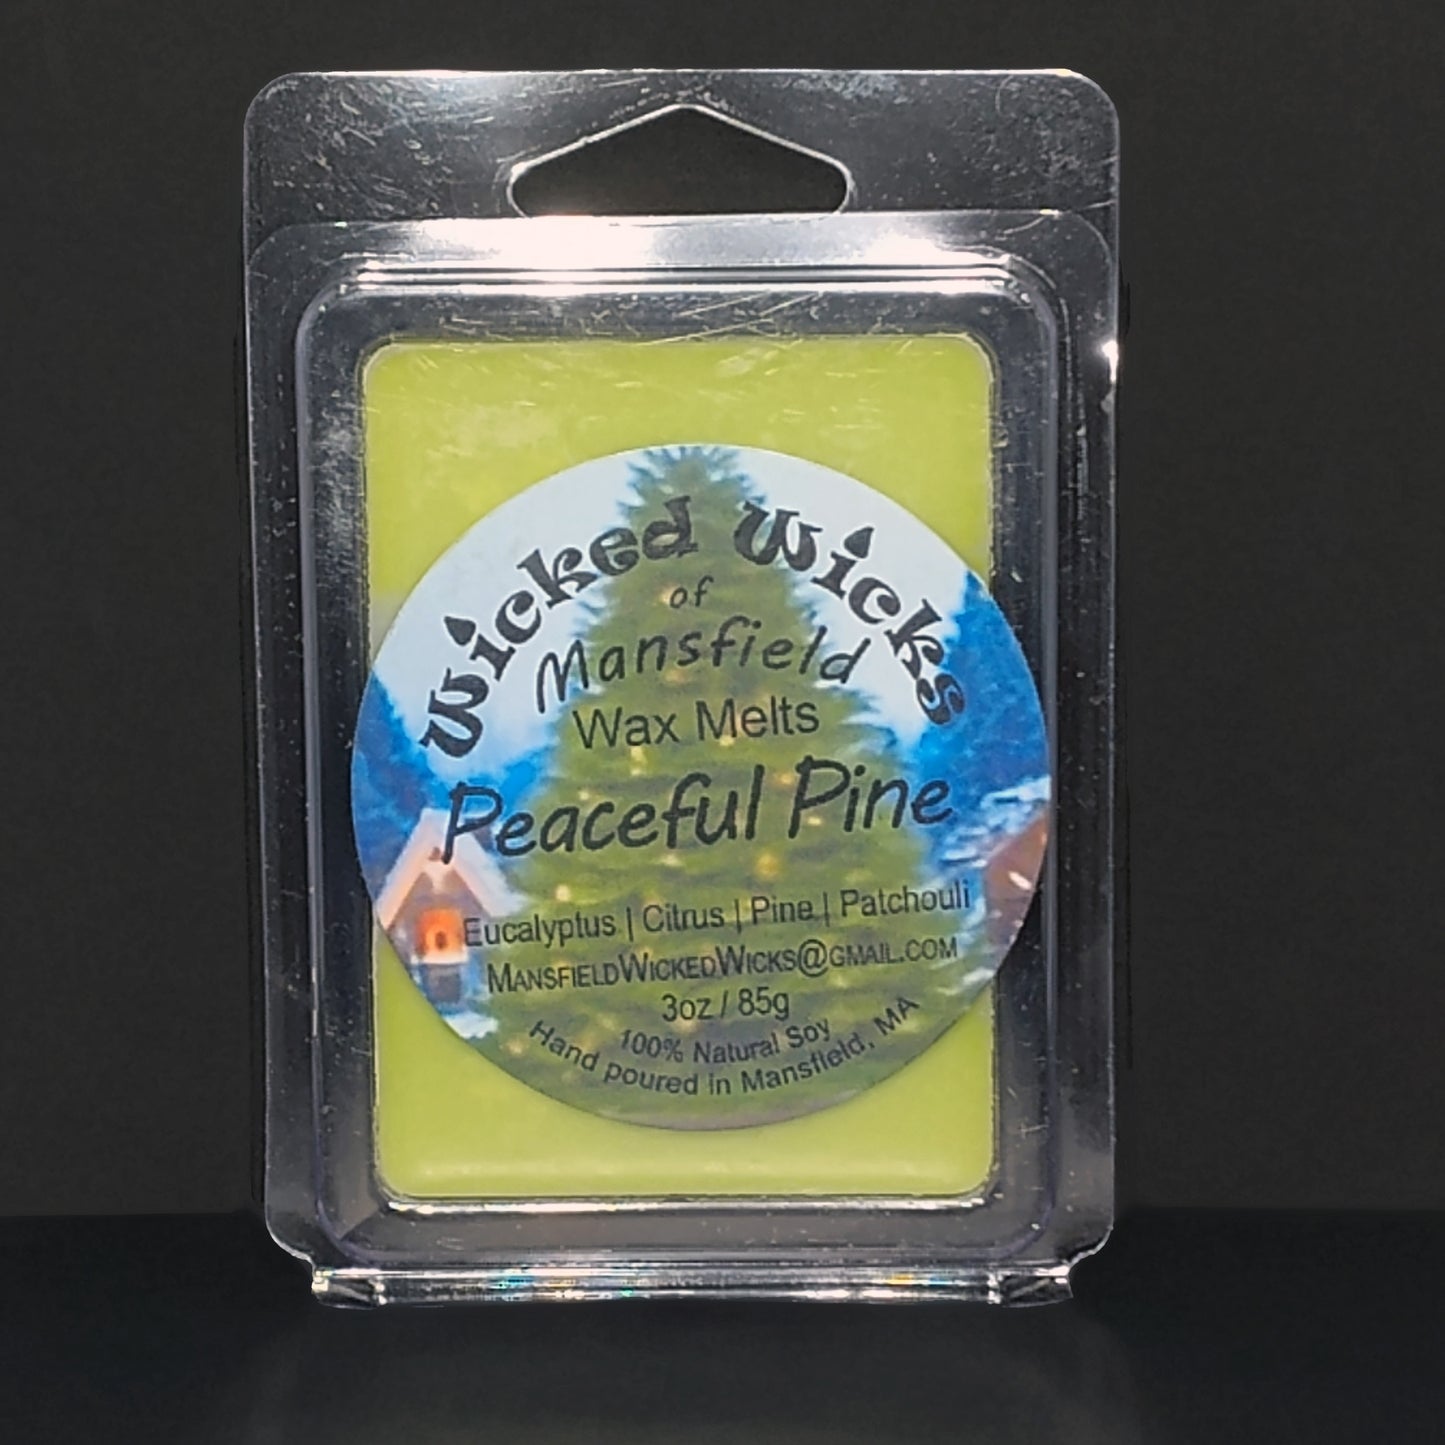 Wicked Wicks
of
Mansfield
Wax Melts
Peaceful Pine
Eucalyptus | Citrus | Pine | Patchouli
MANSFIELDWICKEDWICKS@GMAIL.COM
3oz / 85g
100% Natural Soy
Hand poured in Mansfield, MA